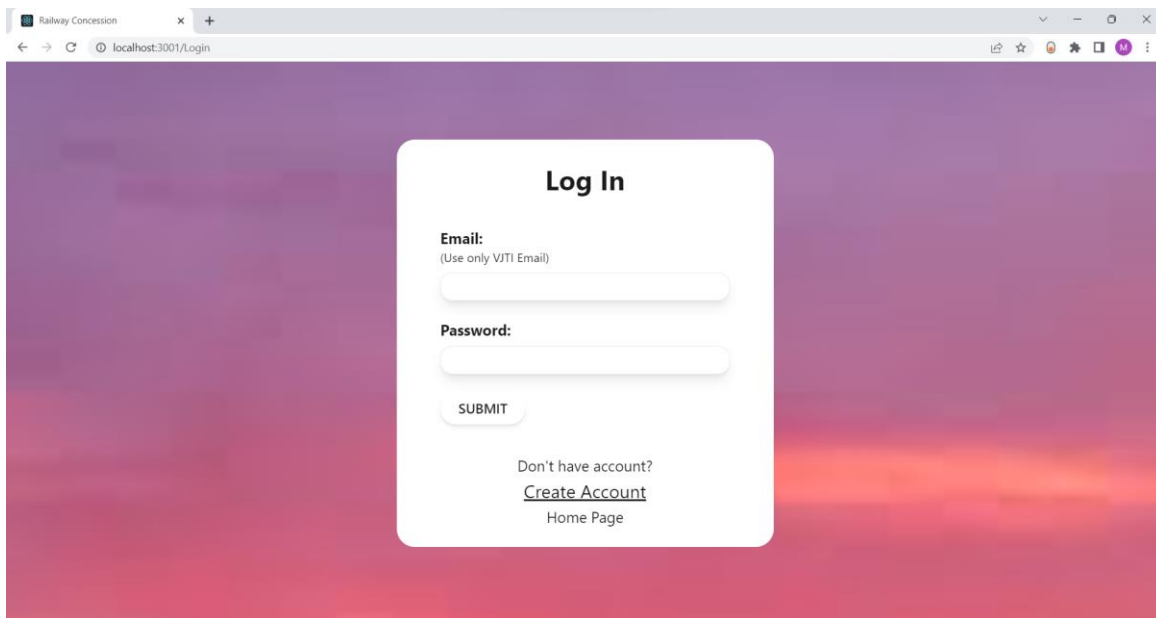 Railway Concession
localhost:3001/Login
M
Log In
Email:
(Use only VJTI Email)
Password:
SUBMIT
Don't have account?
Create Account
Home Page